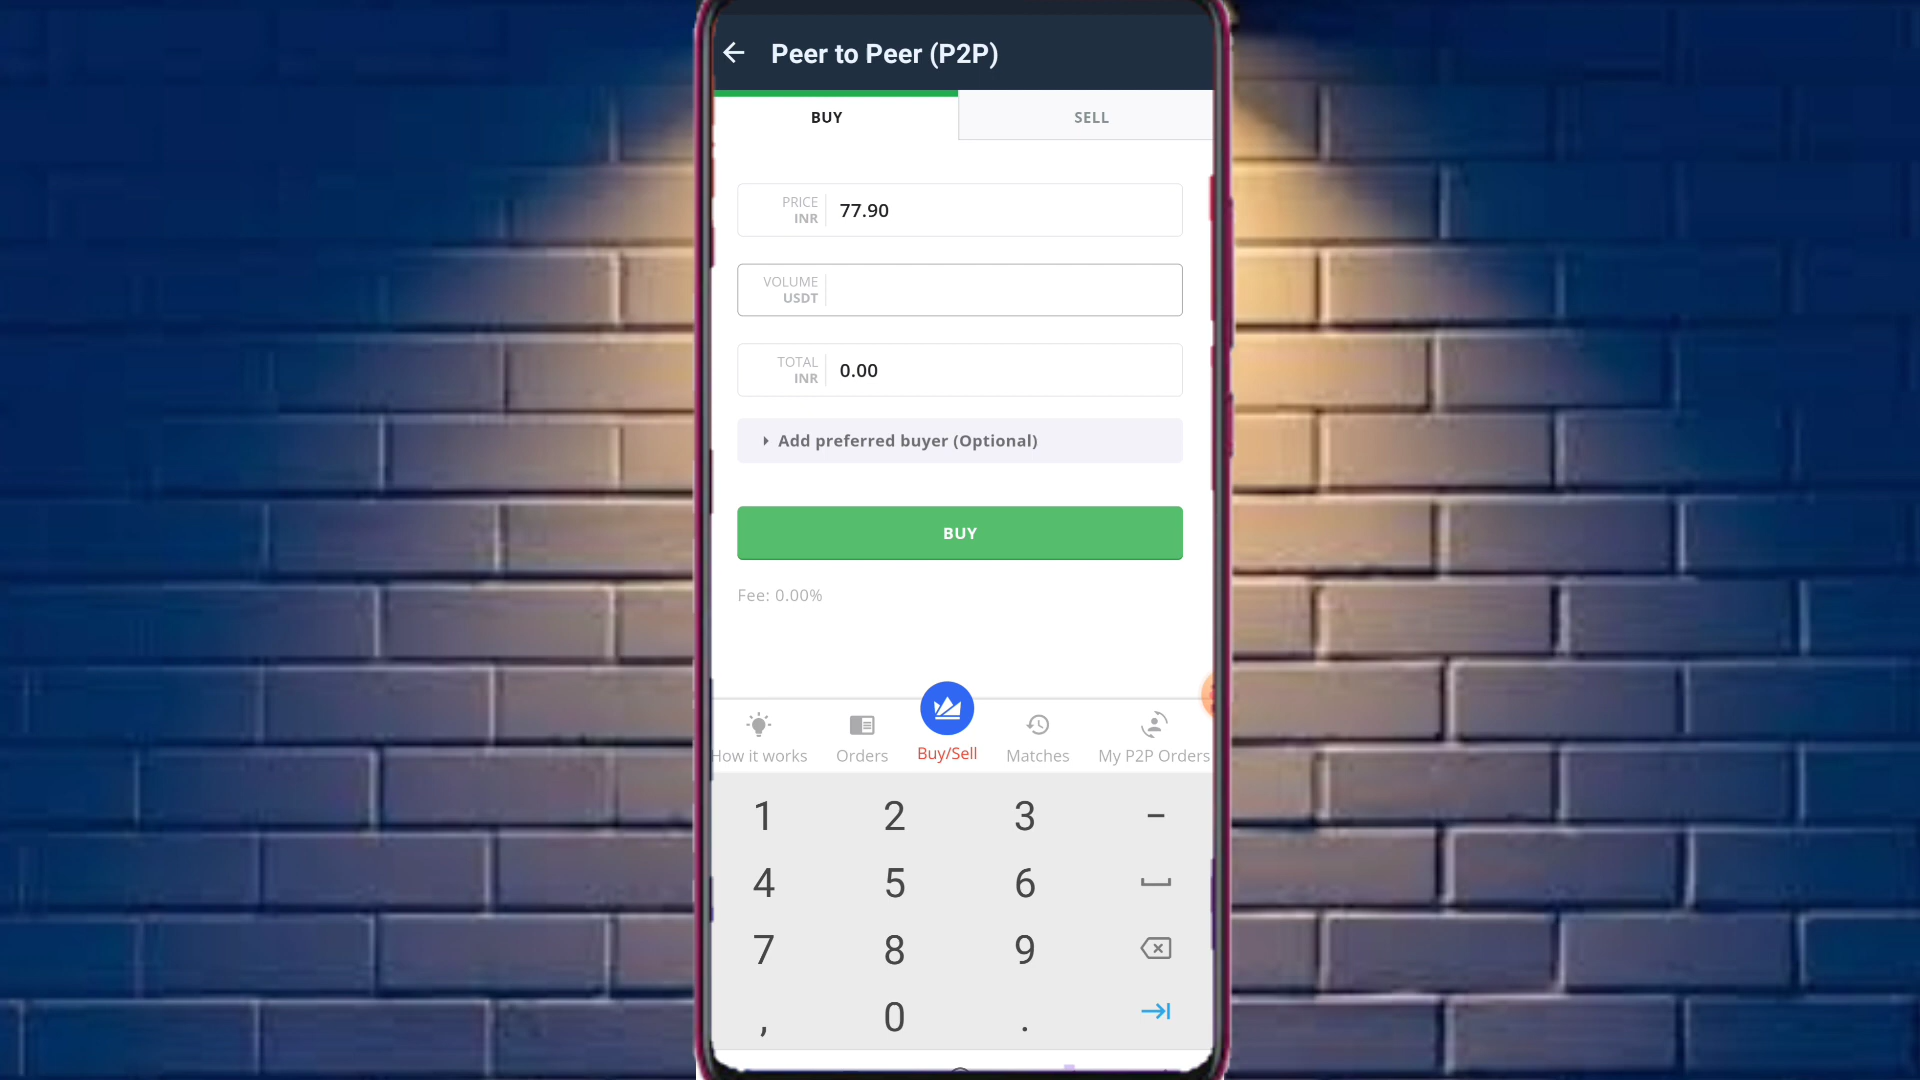 Peer to Peer (P2P)
BUY
SELL
PRICE
INR
77.90
VOLUME
USDT
TOTAL
INR
0.00
Add preferred buyer (Optional)
BUY
Fee: 0.00%
How it works
Orders
Buy/Sell
Matches
My P2P Orders
1 2 3 –
4 5 6
7 8 9
, 0 .